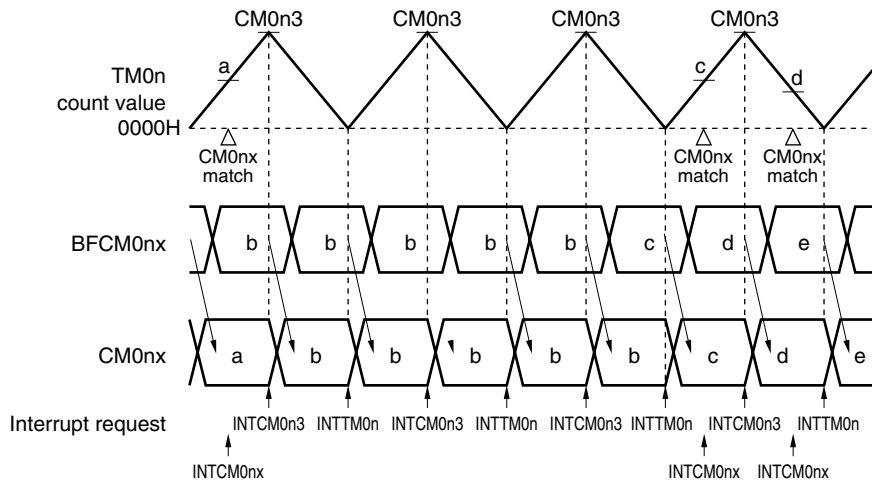 CM0n3 CM0n3 CM0n3
a c d
TM0n
count value
0000H
CM0nx
match
CM0nx
match
CM0nx
match
BFCM0nx b b b b b c d e
CM0nx a b b b b b c d e
Interrupt request INTCM0n3 INTTM0n INTCM0n3 INTTM0n INTCM0n3 INTTM0n INTCM0n3 INTTM0n
INTCM0nx INTCM0nx INTCM0nx